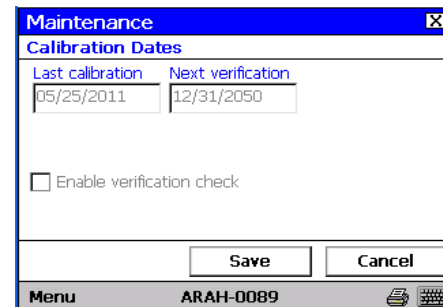 Maintenance X
Calibration Dates
Last calibration Next verification
05/25/2011 12/31/2050
Enable verification check
Save Cancel
Menu ARAH-0089